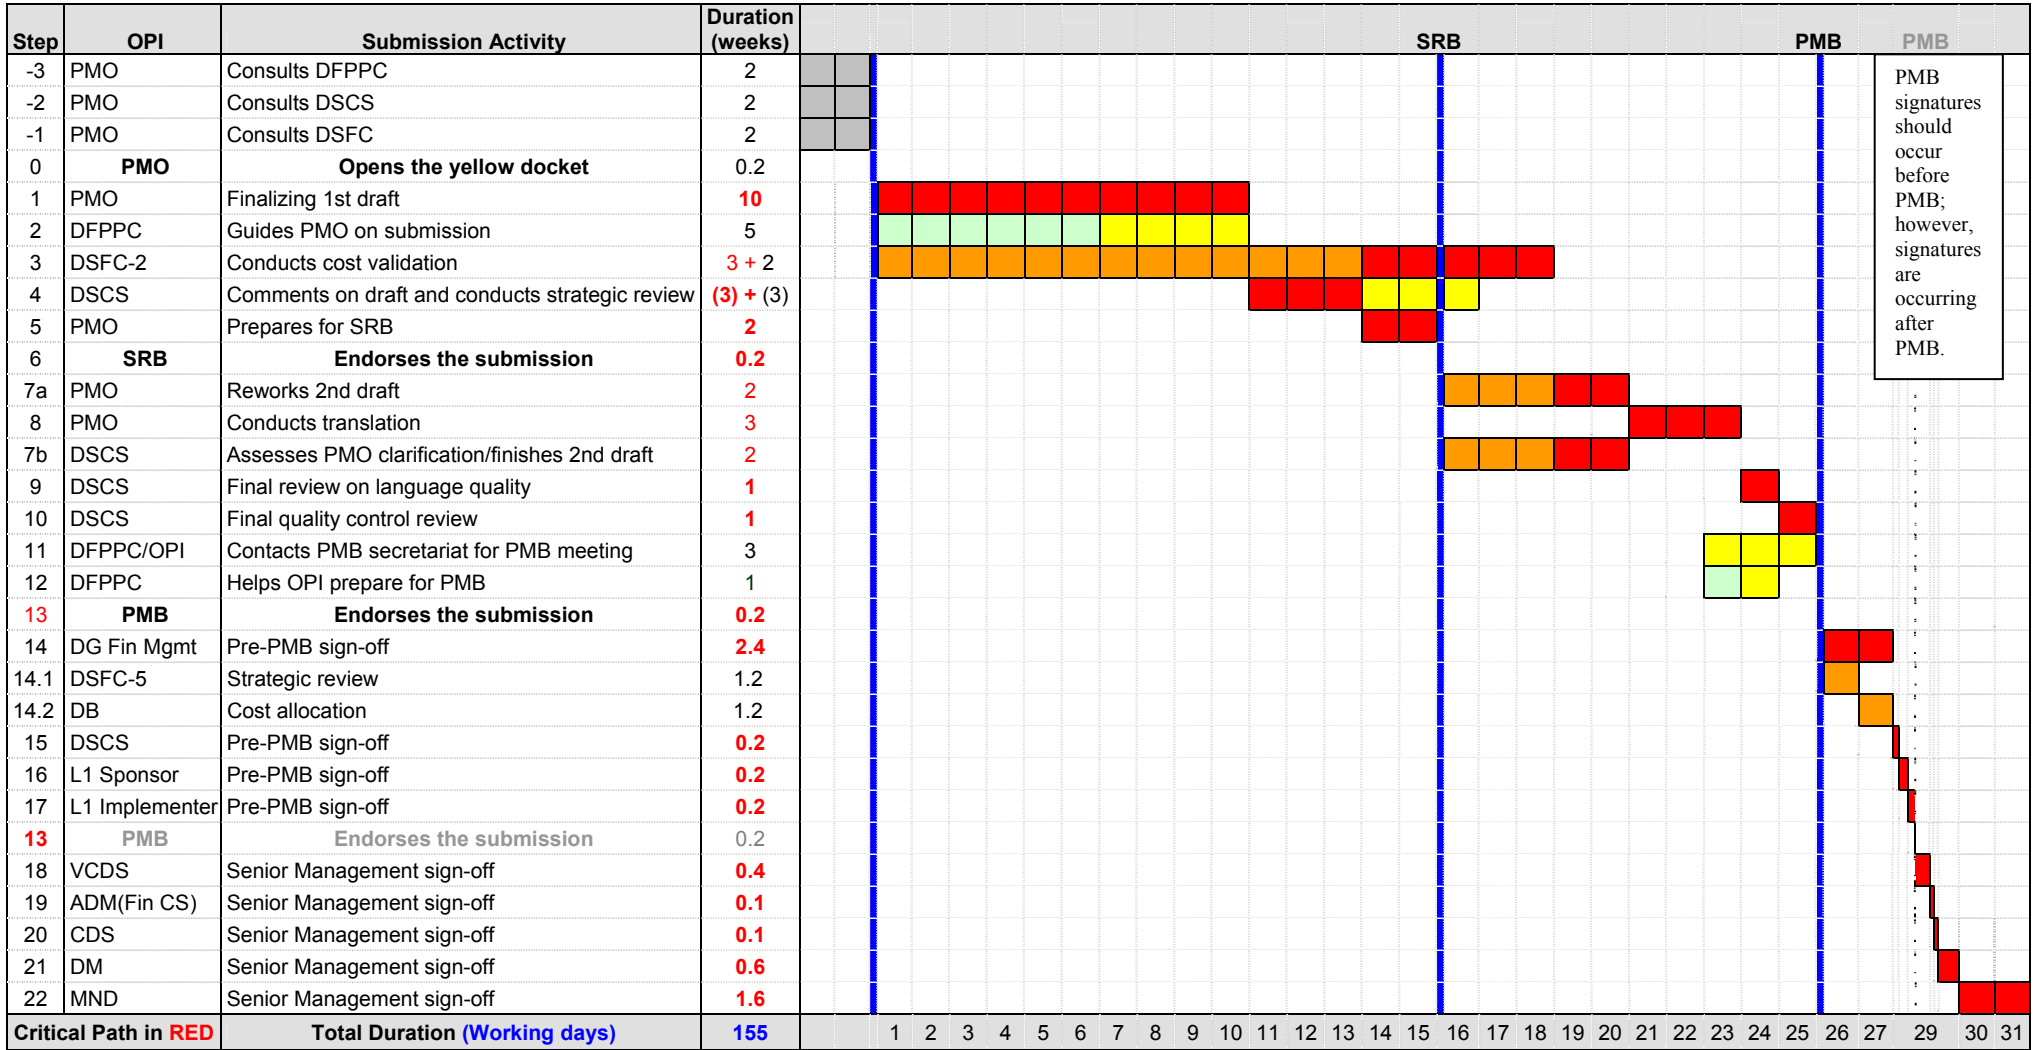 Step OPI Submission Activity Duration (weeks) SRB PMB PMB
-3 PMO Consults DFPPC 2
-2 PMO Consults DSCS 2
-1 PMO Consults DSFC 2
0 PMO Opens the yellow docket 0.2
1 PMO Finalizing 1st draft 10
2 DFPPC Guides PMO on submission 5
3 DSFC-2 Conducts cost validation 3 + 2
4 DSCS Comments on draft and conducts strategic review (3) + (3)
5 PMO Prepares for SRB 2
6 SRB Endorses the submission 0.2
7a PMO Reworks 2nd draft 2
8 PMO Conducts translation 3
7b DSCS Assesses PMO clarification/finishes 2nd draft 2
9 DSCS Final review on language quality 1
10 DSCS Final quality control review 1
11 DFPPC/OPI Contacts PMB secretariat for PMB meeting 3
12 DFPPC Helps OPI prepare for PMB 1
13 PMB Endorses the submission 0.2
14 DG Fin Mgmt Pre-PMB sign-off 2.4
14.1 DSFC-5 Strategic review 1.2
14.2 DB Cost allocation 1.2
15 DSCS Pre-PMB sign-off 0.2
16 L1 Sponsor Pre-PMB sign-off 0.2
17 L1 Implementer Pre-PMB sign-off 0.2
13 PMB Endorses the submission 0.2
18 VCDS Senior Management sign-off 0.4
19 ADM(Fin CS) Senior Management sign-off 0.1
20 CDS Senior Management sign-off 0.1
21 DM Senior Management sign-off 0.6
22 MND Senior Management sign-off 1.6
Critical Path in RED Total Duration (Working days) 155 1 2 3 4 5 6 7 8 9 10 11 12 13 14 15 16 17 18 19 20 21 22 23 24 25 26 27 29 30 31
PMB
signatures
should
occur
before
PMB;
however,
signatures
are
occurring
after
PMB.